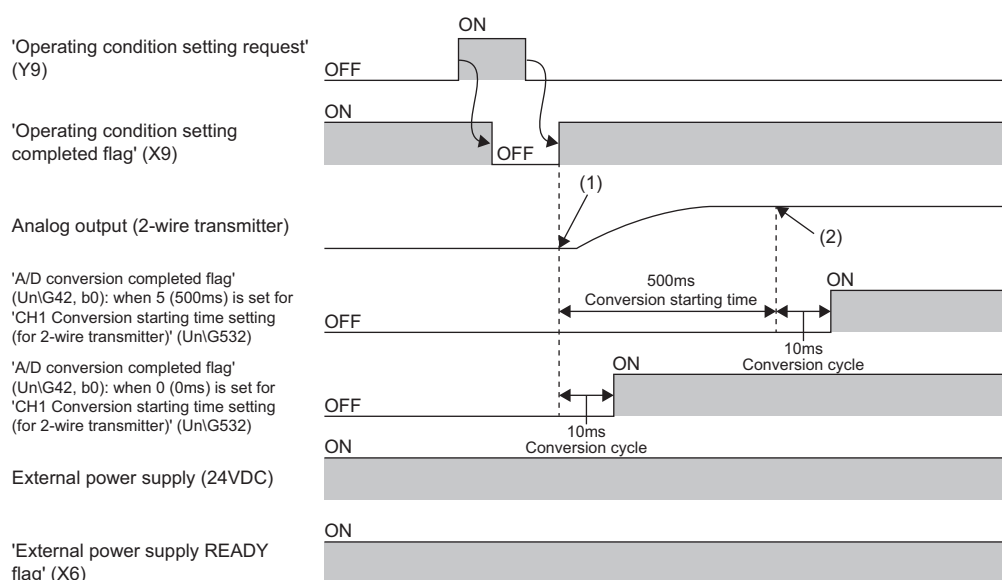 ON
'Operating condition setting request'
(Y9)
OFF
ON
'Operating condition setting
completed flag' (X9)
OFF
(1)
Analog output (2-wire transmitter)
(2)
'A/D conversion completed flag'
(Un\G42, b0): when 5 (500ms) is set for
'CH1 Conversion starting time setting
(for 2-wire transmitter)' (Un\G532)
500ms
Conversion starting time
ON
OFF
10ms
Conversion cycle
'A/D conversion completed flag'
(Un\G42, b0): when 0 (0ms) is set for
'CH1 Conversion starting time setting
(for 2-wire transmitter)' (Un\G532)
ON
OFF
10ms
Conversion cycle
ON
External power supply (24VDC)
ON
'External power supply READY
flag' (X6)